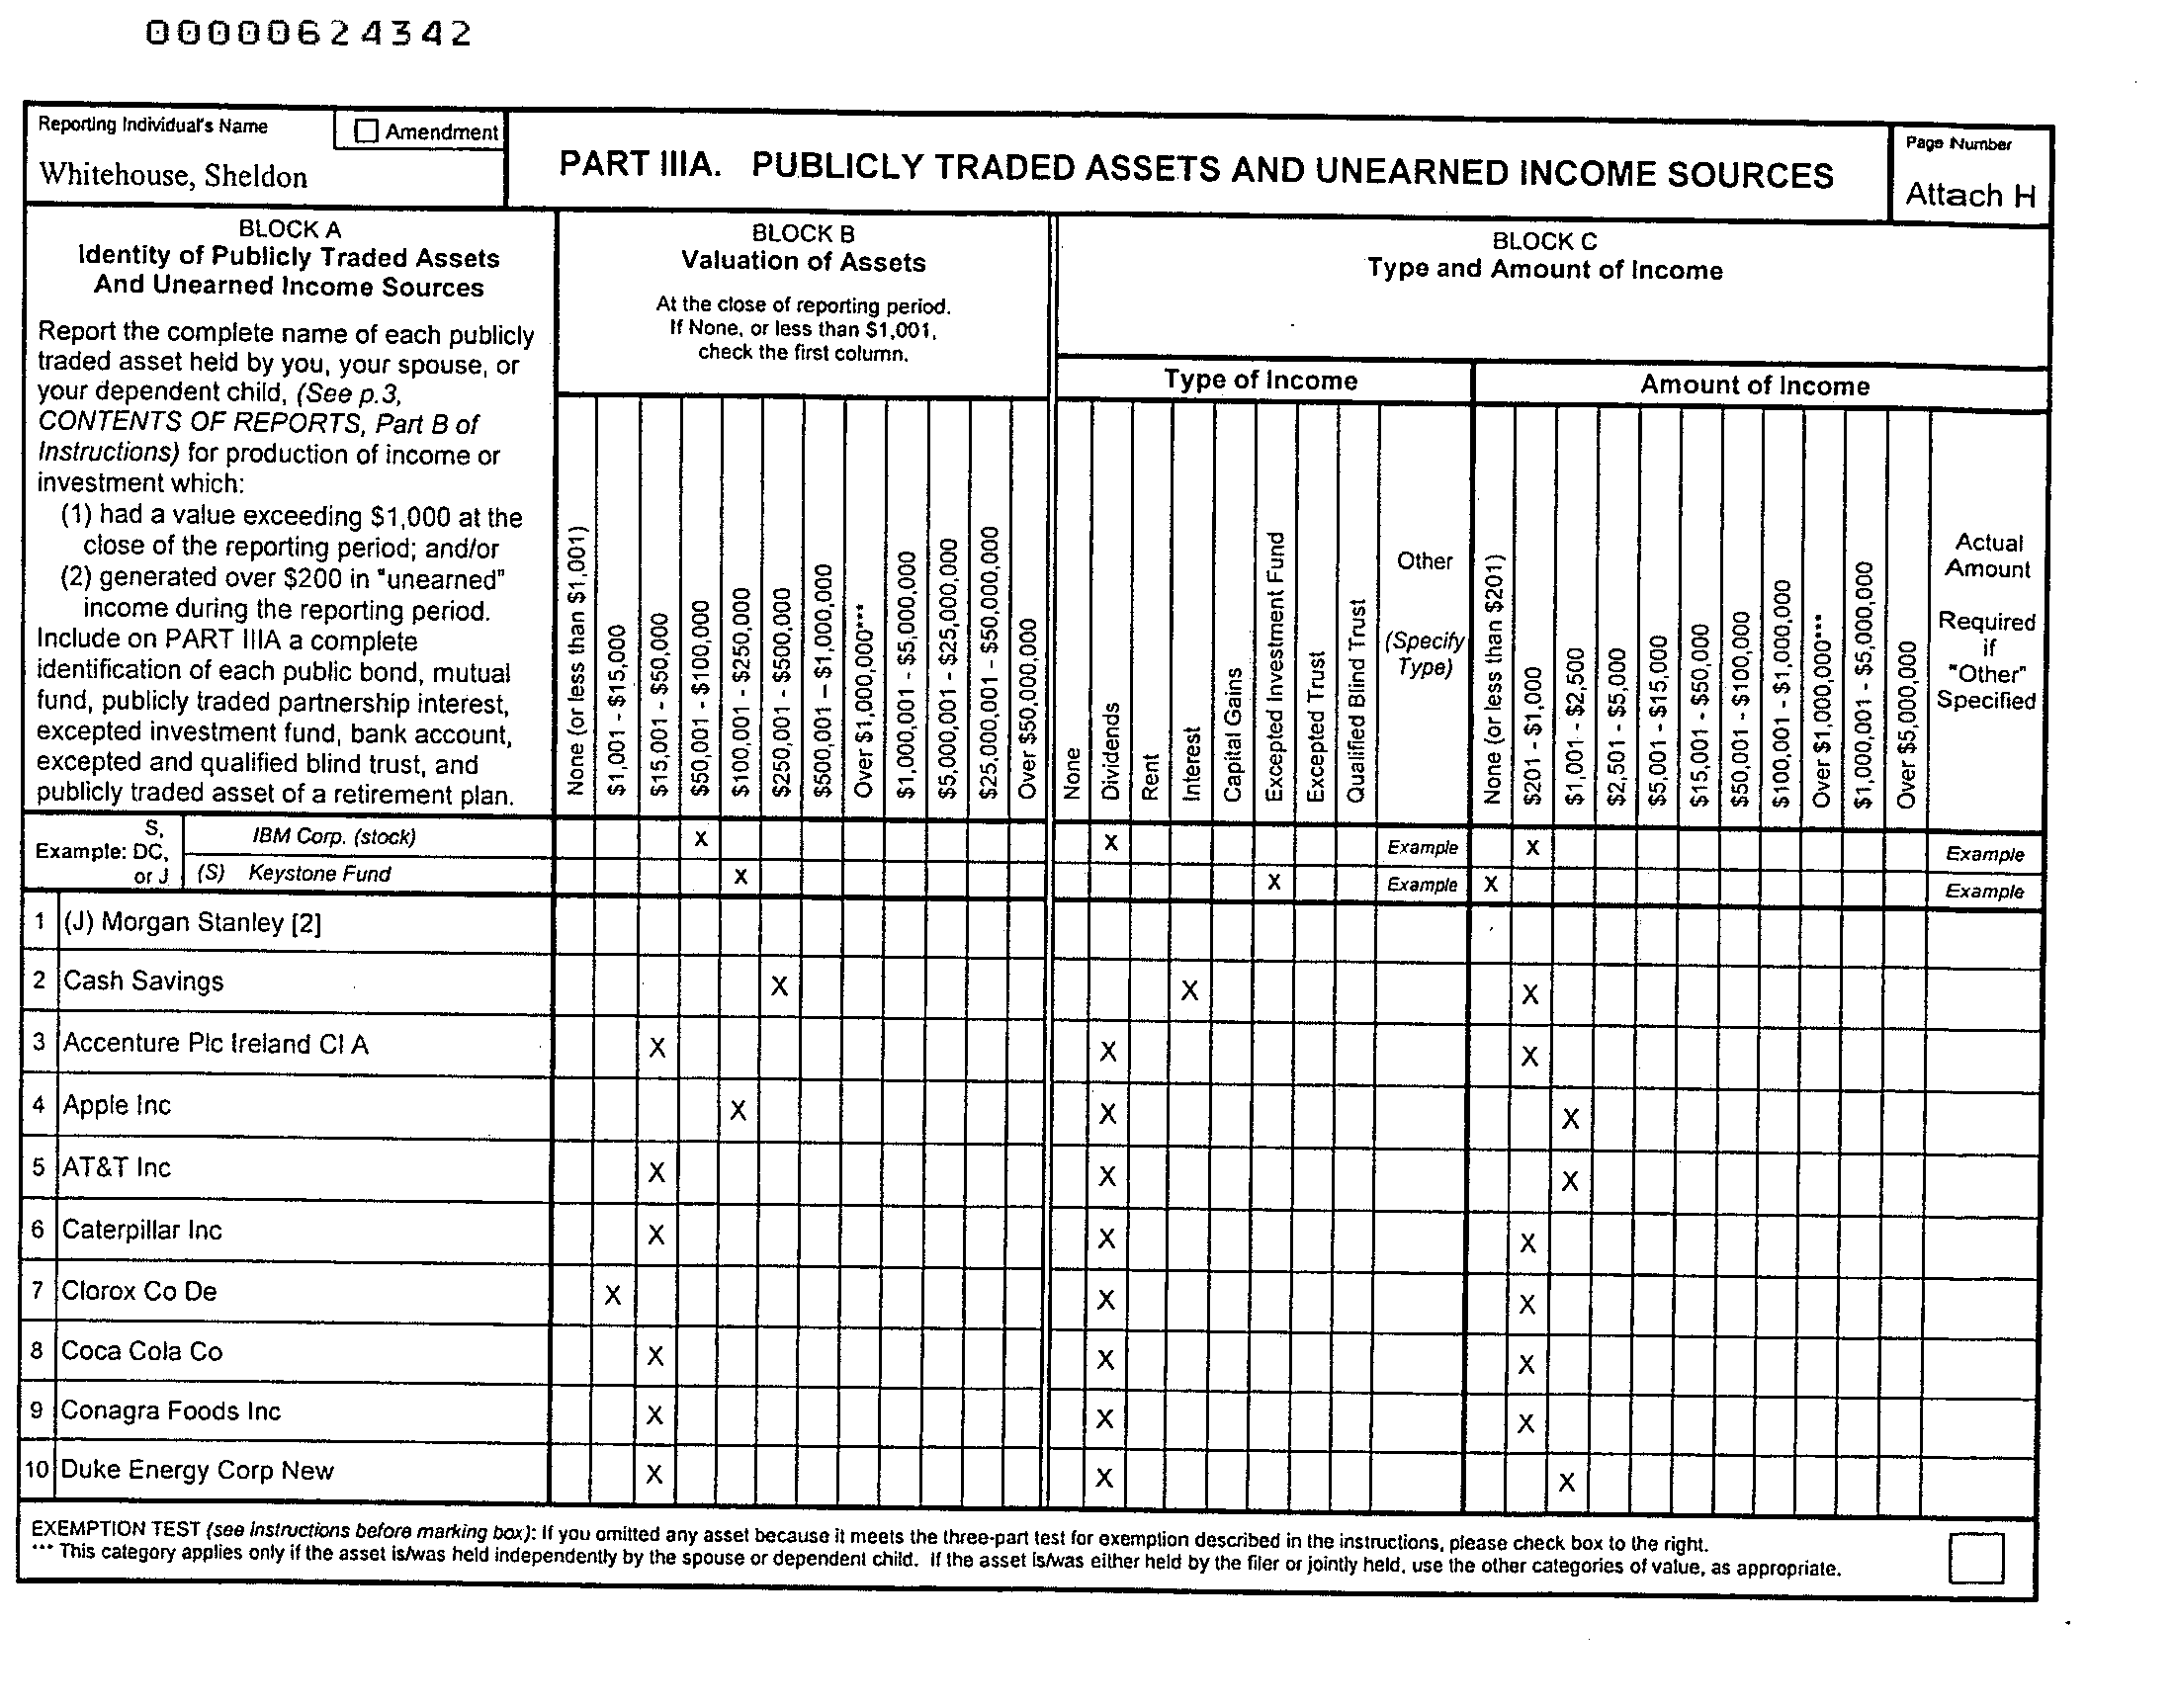 00000624342
Reporting Individual's Name
Amendment
Whitehouse, Sheldon
PART IIIA. PUBLICLY TRADED ASSETS AND UNEARNED INCOME SOURCES
Page Number
Attach H
BLOCK A
Identity of Publicly Traded Assets
And Unearned Income Sources
Report the complete name of each publicly
traded asset held by you, your spouse, or
your dependent child, (See p.3,
CONTENTS OF REPORTS, Part B of
Instructions) for production of income or
investment which:
(1) had a value exceeding $1,000 at the
close of the reporting period; and/or
(2) generated over $200 in "unearned"
income during the reporting period.
Include on PART IIIA a complete
identification of each public bond, mutual
fund, publicly traded partnership interest,
excepted investment fund, bank account,
excepted and qualified blind trust, and
publicly traded asset of a retirement plan.
BLOCK B
Valuation of Assets
At the close of reporting period.
If None, or less than $1,001,
check the first column.
None (or less than $1,001)
$1,001 - $15,000
$15,001 - $50,000
$50,001 - $100,000
$100,001 - $250,000
$250,001 - $500,000
$500,001 – $1,000,000
Over $1,000,000***
$1,000,001 - $5,000,000
$5,000,001 - $25,000,000
$25,000,001 - $50,000,000
Over $50,000,000
BLOCK C
Type and Amount of Income
Type of Income
None
Dividends
Rent
Interest
Capital Gains
Excepted Investment Fund
Excepted Trust
Qualified Blind Trust
Other
(Specify
Type)
Amount of Income
None (or less than $201)
$201 - $1,000
$1,001 - $2,500
$2,501 - $5,000
$5,001 - $15,000
$15,001 - $50,000
$50,001 - $100,000
$100,001 - $1,000,000
Over $1,000,000***
$1,000,001 - $5,000,000
Over $5,000,000
Actual
Amount
Required
if
"Other"
Specified
Example: S, DC, or J
IBM Corp. (stock) X X Example X Example
(S) Keystone Fund X X Example X Example
1 (J) Morgan Stanley [2]
2 Cash Savings X X X
3 Accenture Plc Ireland Cl A X X X
4 Apple Inc X X X
5 AT&T Inc X X X
6 Caterpillar Inc X X X
7 Clorox Co De X X X
8 Coca Cola Co X X X
9 Conagra Foods Inc X X X
10 Duke Energy Corp New X X X
EXEMPTION TEST (see Instructions before marking box): If you omitted any asset because it meets the three-part test for exemption described in the instructions, please check box to the right.
*** This category applies only if the asset is/was held independently by the spouse or dependent child. If the asset is/was either held by the filer or jointly held, use the other categories of value, as appropriate.